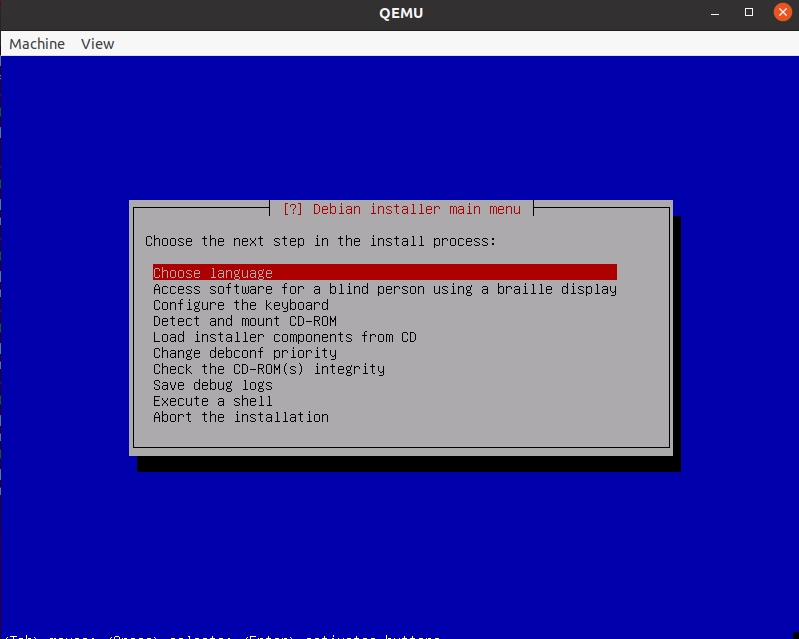 QEMU
Machine View
[?] Debian installer main menu
Choose the next step in the install process:
Choose language
Access software for a blind person using a braille display
Configure the keyboard
Detect and mount CD-ROM
Load installer components from CD
Change debconf priority
Check the CD-ROM(s) integrity
Save debug logs
Execute a shell
Abort the installation